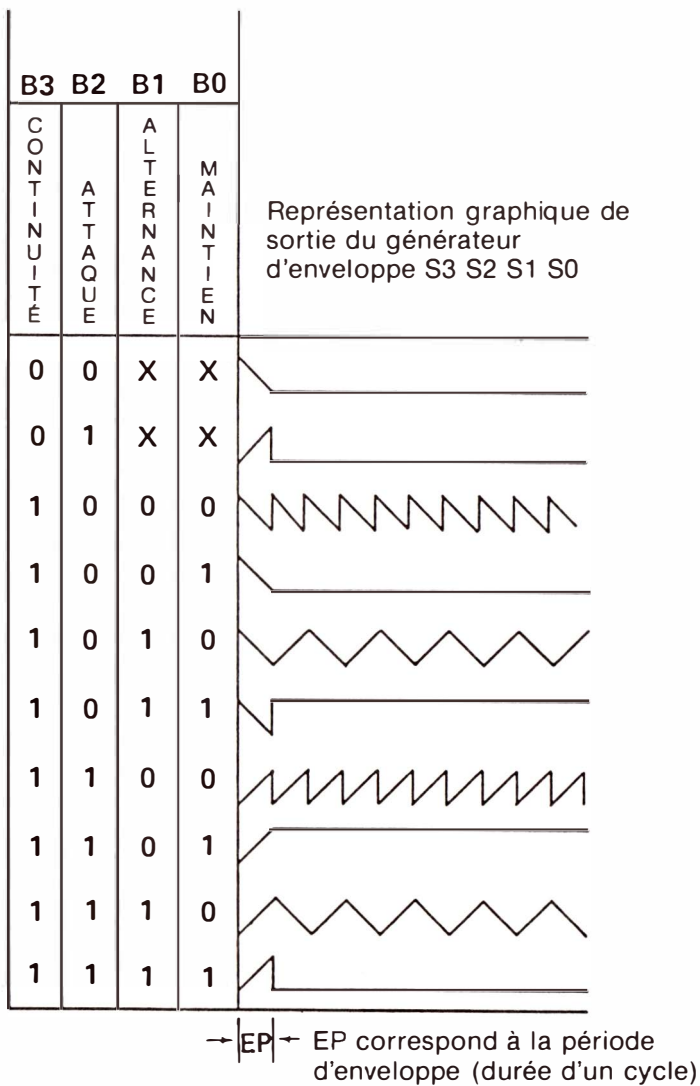 B3 B2 B1 B0
CONTINUITÉ
ATTAQUE
ALTERNANCE
MAINTIEN
Représentation graphique de
sortie du générateur
d'enveloppe S3 S2 S1 S0
0 0 X X
0 1 X X
1 0 0 0
1 0 0 1
1 0 1 0
1 0 1 1
1 1 0 0
1 1 0 1
1 1 1 0
1 1 1 1
EP EP correspond à la période
d'enveloppe (durée d'un cycle)